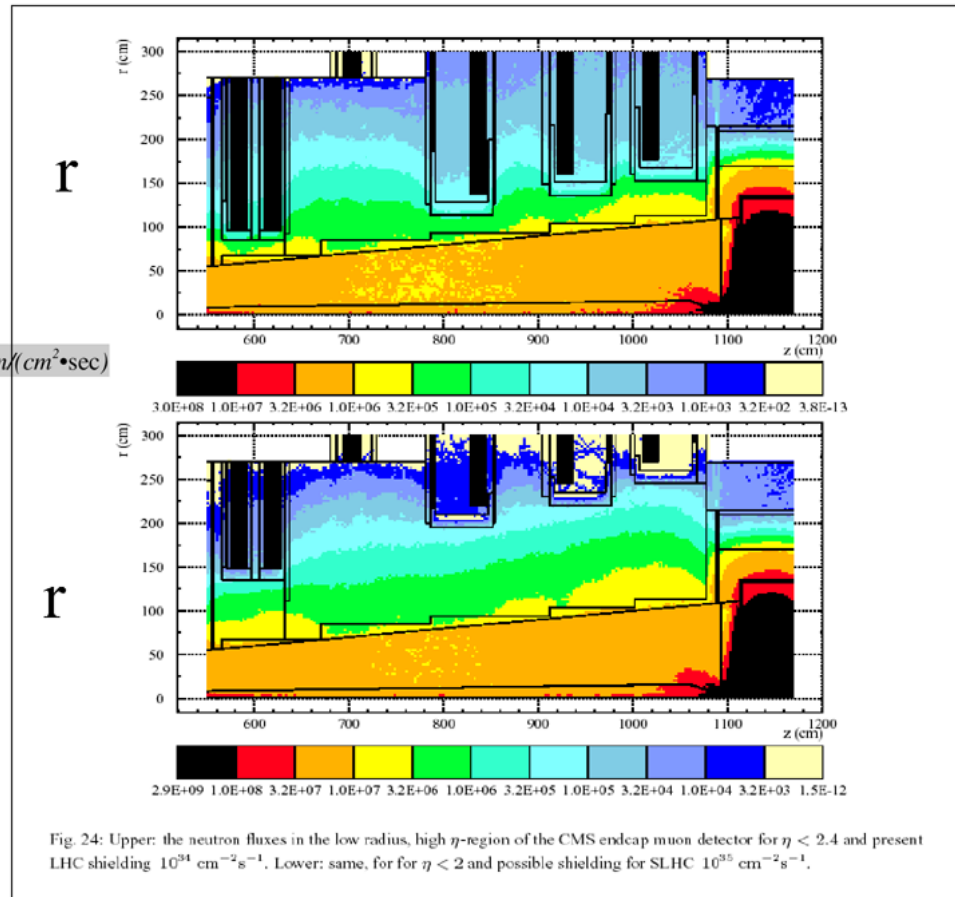 r (cm)
300
250
200
150
100
50
0
r
600 700 800 900 1000 1100 1200
z (cm)
n/(cm²•sec)
3.0E+08 1.0E+07 3.2E+06 1.0E+06 3.2E+05 1.0E+05 3.2E+04 1.0E+04 3.2E+03 1.0E+03 3.2E+02 3.8E-13
r (cm)
300
250
200
150
100
50
0
r
600 700 800 900 1000 1100 1200
z (cm)
2.9E+09 1.0E+08 3.2E+07 1.0E+07 3.2E+06 1.0E+06 3.2E+05 1.0E+05 3.2E+04 1.0E+04 3.2E+03 1.5E-12
Fig. 24: Upper: the neutron fluxes in the low radius, high η-region of the CMS endcap muon detector for η < 2.4 and present
LHC shielding 10³⁴ cm⁻²s⁻¹. Lower: same, for for η < 2 and possible shielding for SLHC 10³⁵ cm⁻²s⁻¹.